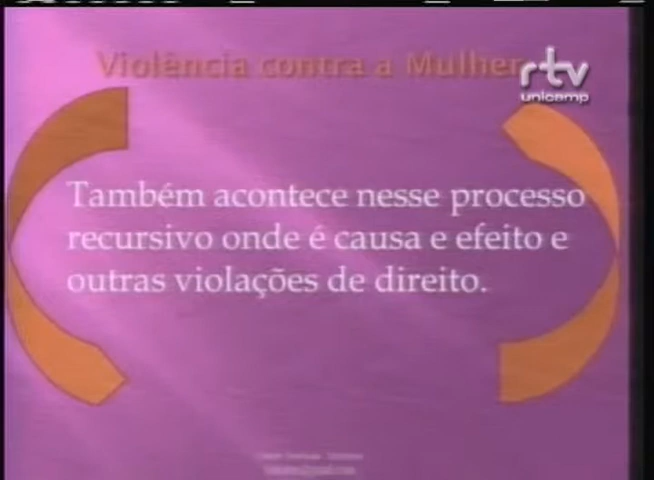 Violência contra a Mulher
rtv
unicamp
Também acontece nesse processo
recursivo onde é causa e efeito e
outras violações de direito.